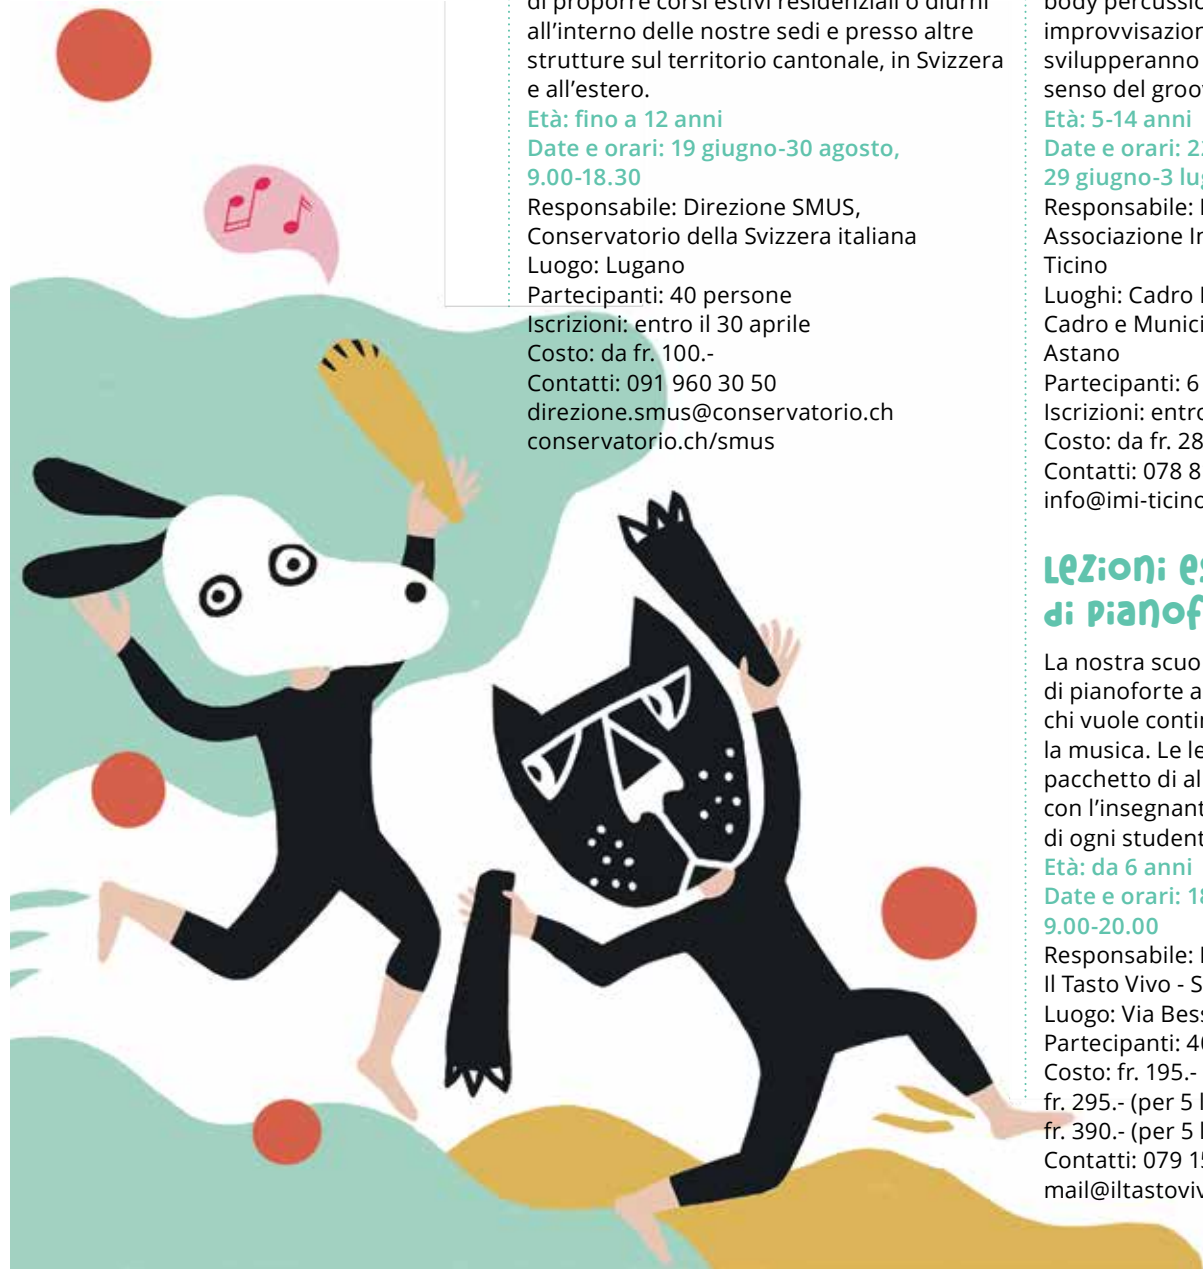 di proporre corsi estivi residenziali o diurni
all'interno delle nostre sedi e presso altre
strutture sul territorio cantonale, in Svizzera
e all'estero.
Età: fino a 12 anni
Date e orari: 19 giugno-30 agosto,
9.00-18.30
Responsabile: Direzione SMUS,
Conservatorio della Svizzera italiana
Luogo: Lugano
Partecipanti: 40 persone
Iscrizioni: entro il 30 aprile
Costo: da fr. 100.-
Contatti: 091 960 30 50
direzione.smus@conservatorio.ch
conservatorio.ch/smus
body percussio
improvvisazion
svilupperanno
senso del groo
Età: 5-14 anni
Date e orari: 2
29 giugno-3 lug
Responsabile:
Associazione I
Ticino
Luoghi: Cadro
Cadro e Munici
Astano
Partecipanti: 6
Iscrizioni: entro
Costo: da fr. 28
Contatti: 078 8
info@imi-ticino
Lezioni es
di pianof
La nostra scuo
di pianoforte a
chi vuole contin
la musica. Le le
pacchetto di al
con l'insegnant
di ogni student
Età: da 6 anni
Date e orari: 18
9.00-20.00
Responsabile:
Il Tasto Vivo - S
Luogo: Via Bess
Partecipanti: 40
Costo: fr. 195.-
fr. 295.- (per 5 l
fr. 390.- (per 5 l
Contatti: 079 15
mail@iltastoviv